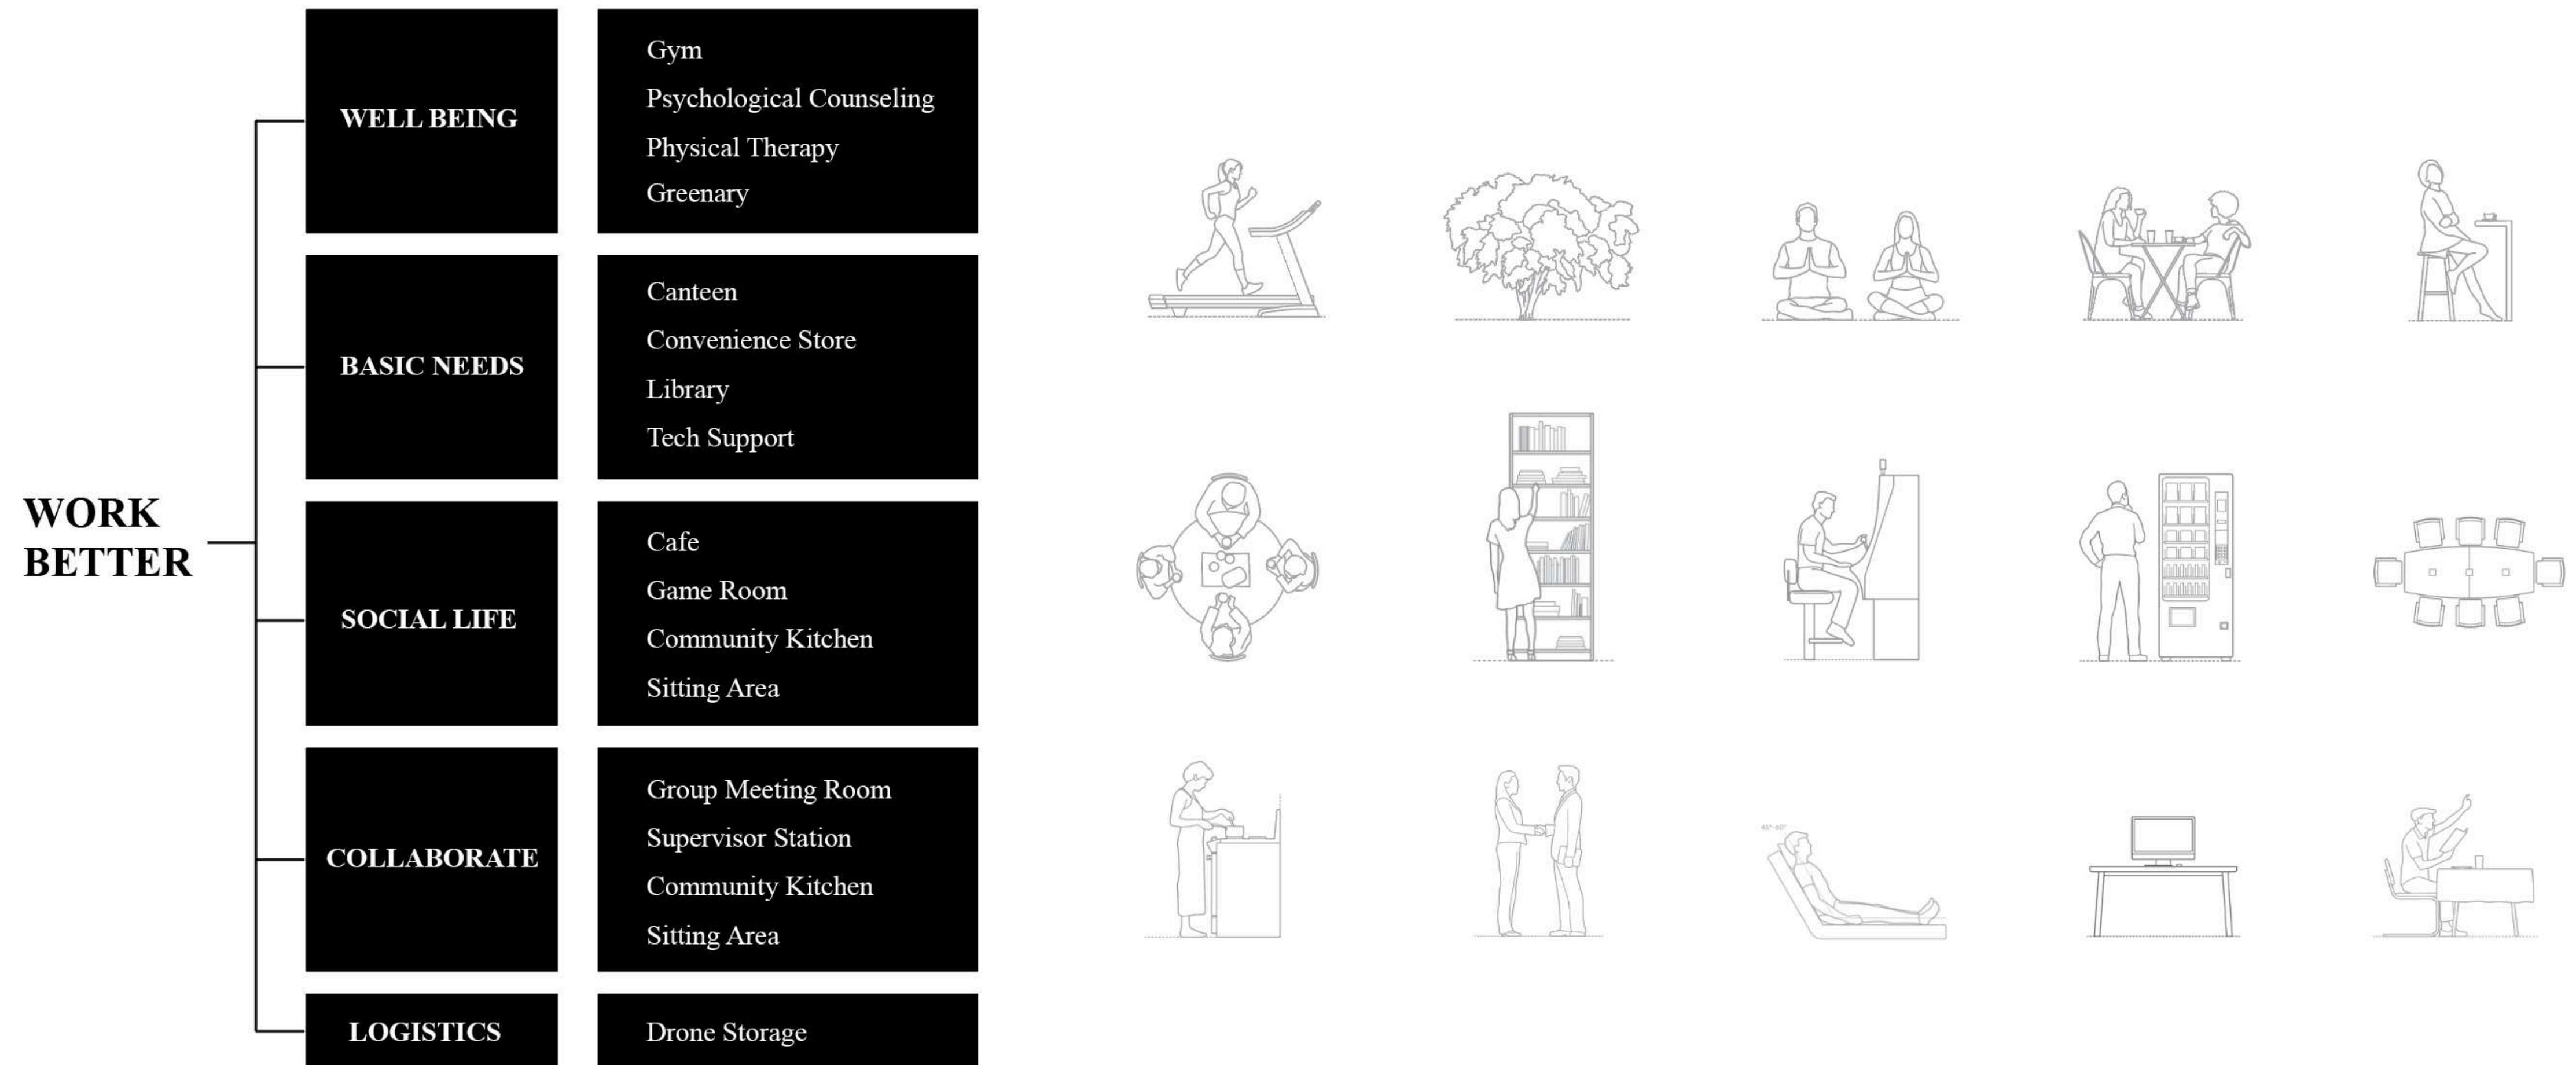 WORK
BETTER
WELL BEING
Gym
Psychological Counseling
Physical Therapy
Greenary
BASIC NEEDS
Canteen
Convenience Store
Library
Tech Support
SOCIAL LIFE
Cafe
Game Room
Community Kitchen
Sitting Area
COLLABORATE
Group Meeting Room
Supervisor Station
Community Kitchen
Sitting Area
LOGISTICS
Drone Storage
45°-60°